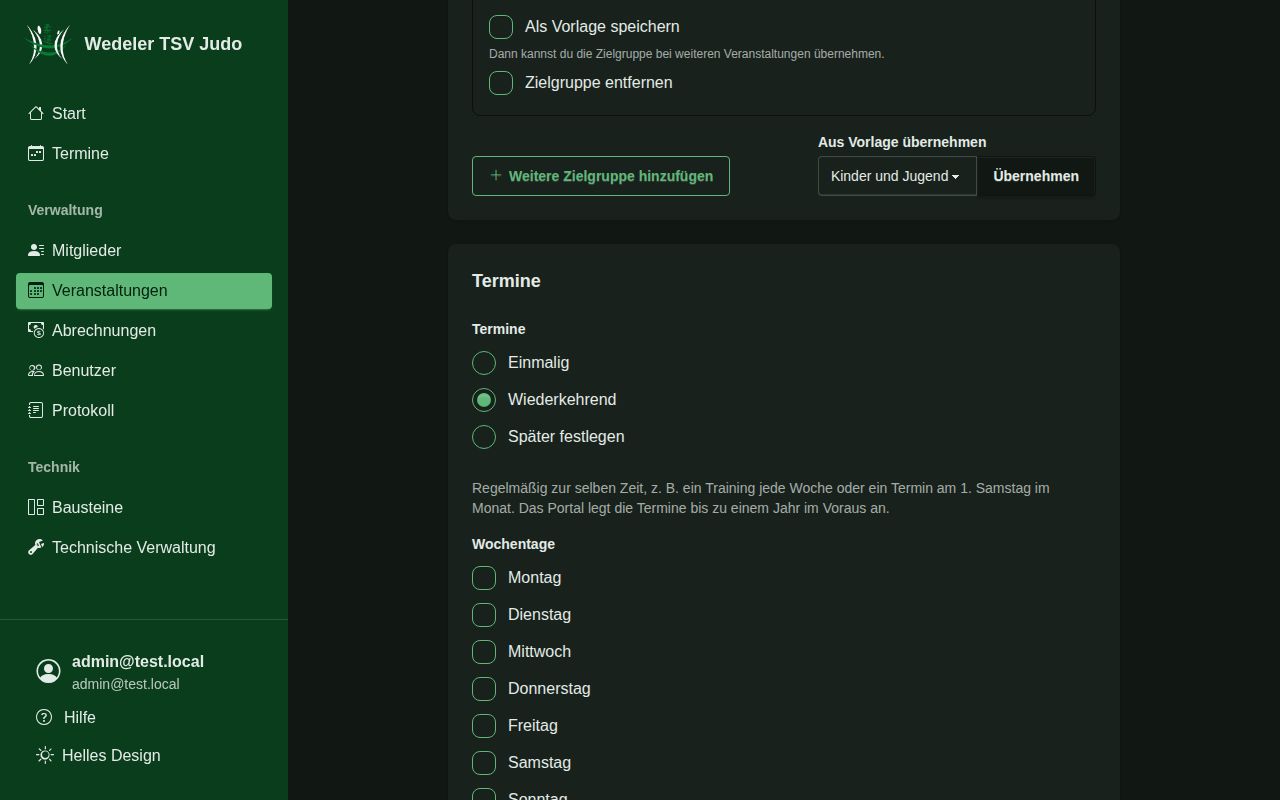 Wedeler TSV Judo
Start
Termine
Verwaltung
Mitglieder
Veranstaltungen
Abrechnungen
Benutzer
Protokoll
Technik
Bausteine
Technische Verwaltung
admin@test.local
admin@test.local
Hilfe
Helles Design
Als Vorlage speichern
Dann kannst du die Zielgruppe bei weiteren Veranstaltungen übernehmen.
Zielgruppe entfernen
Aus Vorlage übernehmen
Weitere Zielgruppe hinzufügen
Kinder und Jugend
Übernehmen
Termine
Termine
Einmalig
Wiederkehrend
Später festlegen
Regelmäßig zur selben Zeit, z. B. ein Training jede Woche oder ein Termin am 1. Samstag im
Monat. Das Portal legt die Termine bis zu einem Jahr im Voraus an.
Wochentage
Montag
Dienstag
Mittwoch
Donnerstag
Freitag
Samstag
Sonntag